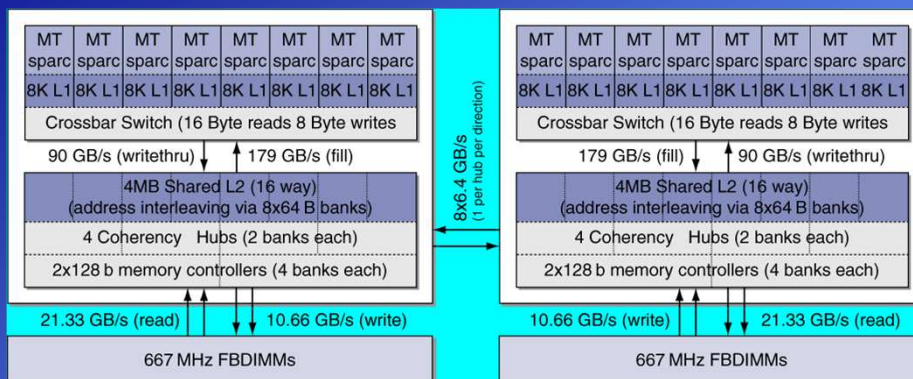 MT MT MT MT MT MT MT MT
sparc sparc sparc sparc sparc sparc sparc sparc
8K L1 8K L1 8K L1 8K L1 8K L1 8K L1 8K L1 8K L1
Crossbar Switch (16 Byte reads 8 Byte writes
90 GB/s (writethru) 179 GB/s (fill)
4MB Shared L2 (16 way)
(address interleaving via 8x64 B banks)
4 Coherency Hubs (2 banks each)
2x128 b memory controllers (4 banks each)
21.33 GB/s (read) 10.66 GB/s (write)
667 MHz FBDIMMs
8x6.4 GB/s
(1 per hub per direction)
MT MT MT MT MT MT MT MT
sparc sparc sparc sparc sparc sparc sparc sparc
8K L1 8K L1 8K L1 8K L1 8K L1 8K L1 8K L1 8K L1
Crossbar Switch (16 Byte reads 8 Byte writes
179 GB/s (fill) 90 GB/s (writethru)
4MB Shared L2 (16 way)
(address interleaving via 8x64 B banks)
4 Coherency Hubs (2 banks each)
2x128 b memory controllers (4 banks each)
10.66 GB/s (write) 21.33 GB/s (read)
667 MHz FBDIMMs